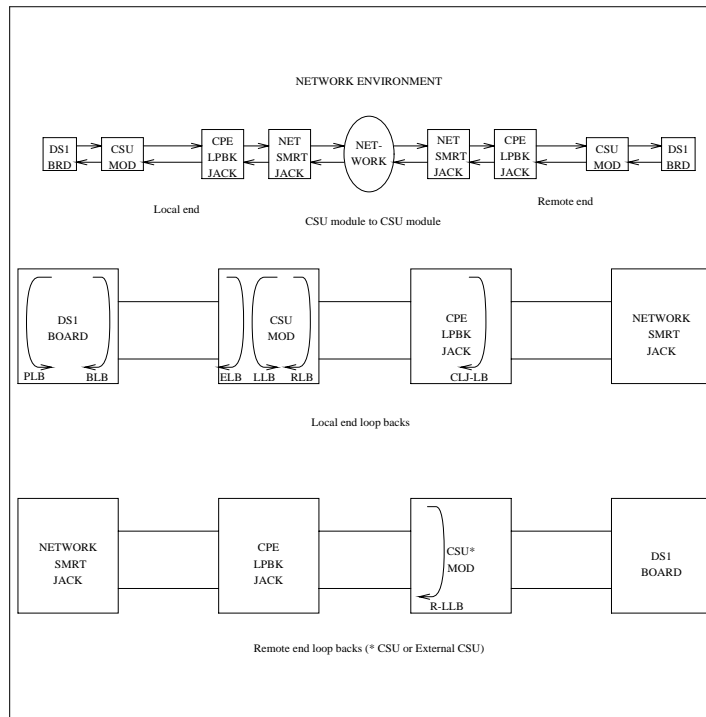 NETWORK ENVIRONMENT
DS1
BRD
CSU
MOD
CPE
LPBK
JACK
NET
SMRT
JACK
NET-
WORK
NET
SMRT
JACK
CPE
LPBK
JACK
CSU
MOD
DS1
BRD
Local end
Remote end
CSU module to CSU module
DS1
BOARD
PLB
BLB
CSU
MOD
ELB
LLB
RLB
CPE
LPBK
JACK
CLJ-LB
NETWORK
SMRT
JACK
Local end loop backs
NETWORK
SMRT
JACK
CPE
LPBK
JACK
CSU*
MOD
R-LLB
DS1
BOARD
Remote end loop backs (* CSU or External CSU)